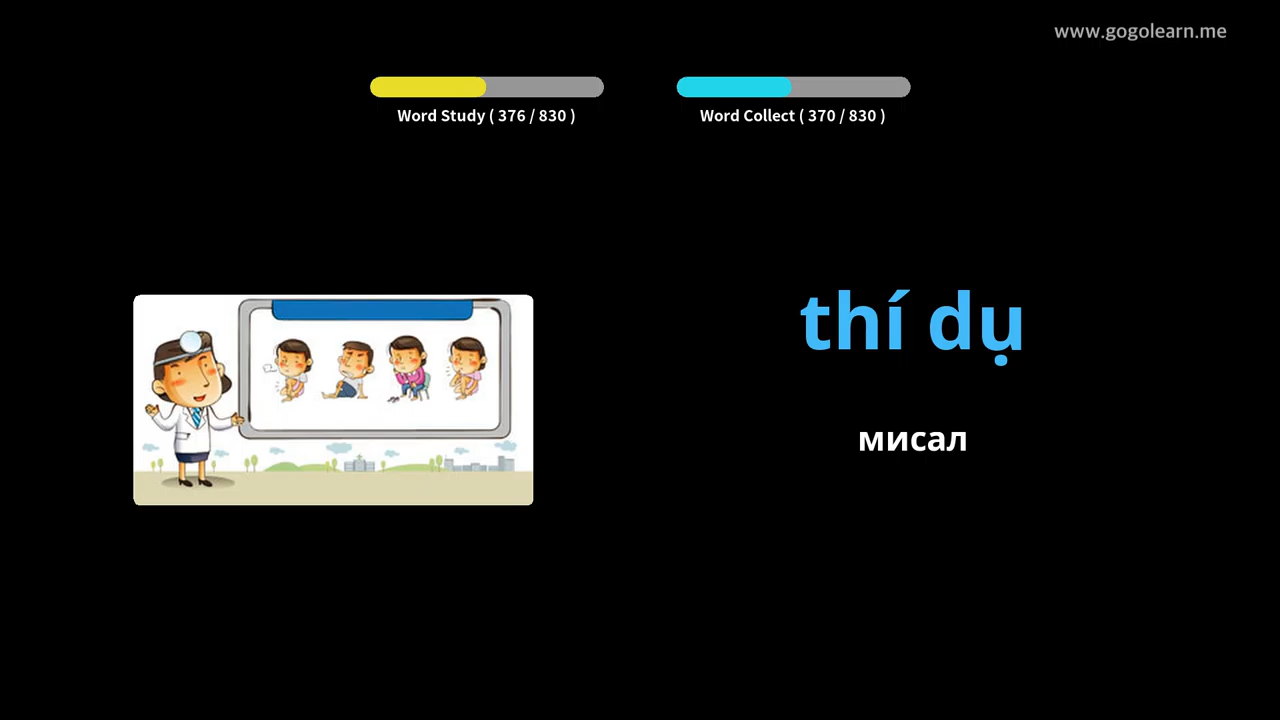 www.gogolearn.me
Word Study ( 376 / 830 )
Word Collect ( 370 / 830 )
thí dụ
мисал